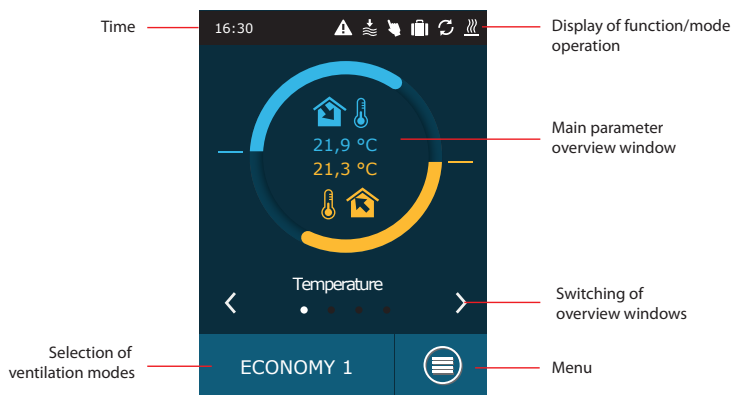 Time
16:30
Display of function/mode
operation
21,9 °C
21,3 °C
Main parameter
overview window
Temperature
Switching of
overview windows
Selection of
ventilation modes
ECONOMY 1
Menu